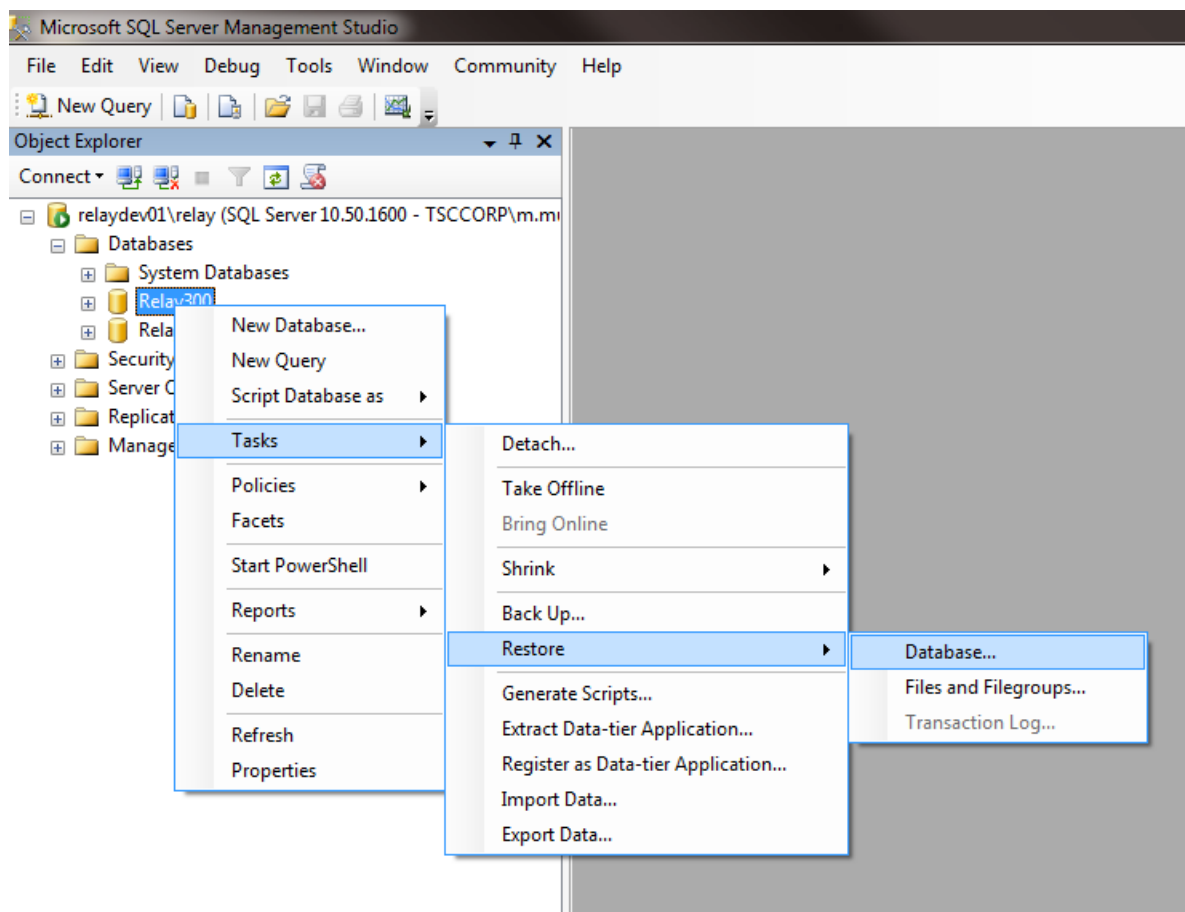 Microsoft SQL Server Management Studio
File Edit View Debug Tools Window Community Help
New Query
Object Explorer
Connect
relaydev01\relay (SQL Server 10.50.1600 - TSCCORP\m.m
Databases
System Databases
Relay300
Rela
Security
Server
Replicat
Manage
New Database...
New Query
Script Database as
Tasks
Policies
Facets
Start PowerShell
Reports
Rename
Delete
Refresh
Properties
Detach...
Take Offline
Bring Online
Shrink
Back Up...
Restore
Generate Scripts...
Extract Data-tier Application...
Register as Data-tier Application...
Import Data...
Export Data...
Database...
Files and Filegroups...
Transaction Log...